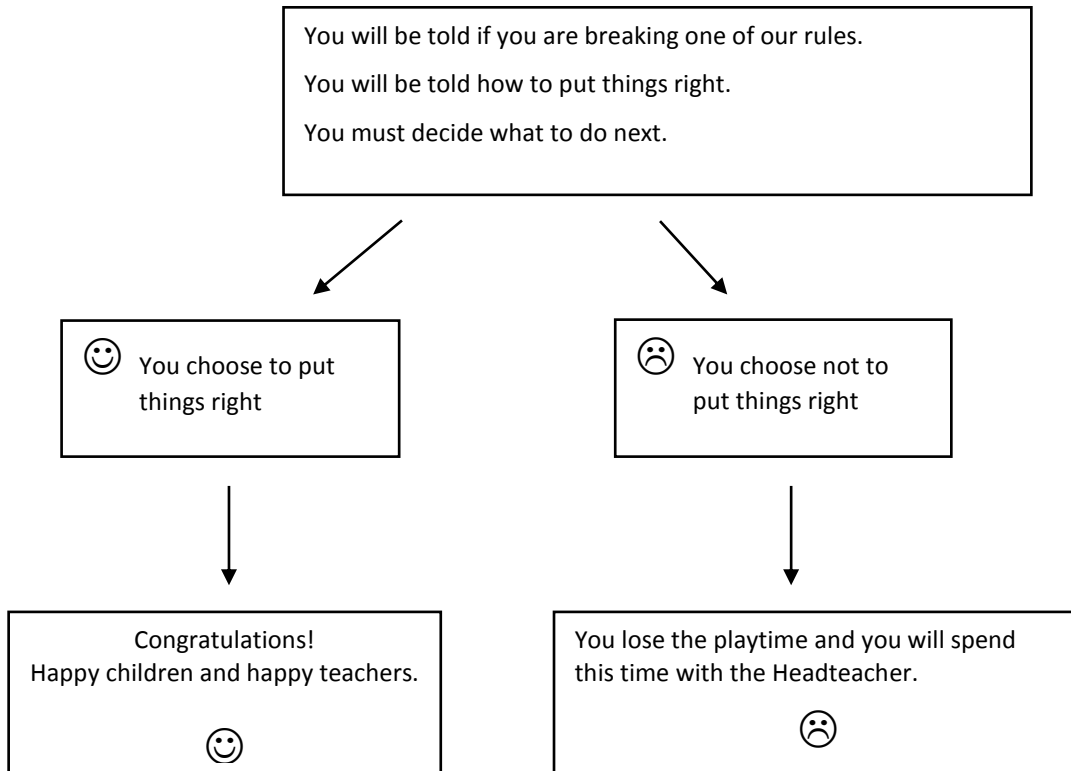 You will be told if you are breaking one of our rules.
You will be told how to put things right.
You must decide what to do next.
You choose to put
things right
You choose not to
put things right
Congratulations!
Happy children and happy teachers.
You lose the playtime and you will spend
this time with the Headteacher.